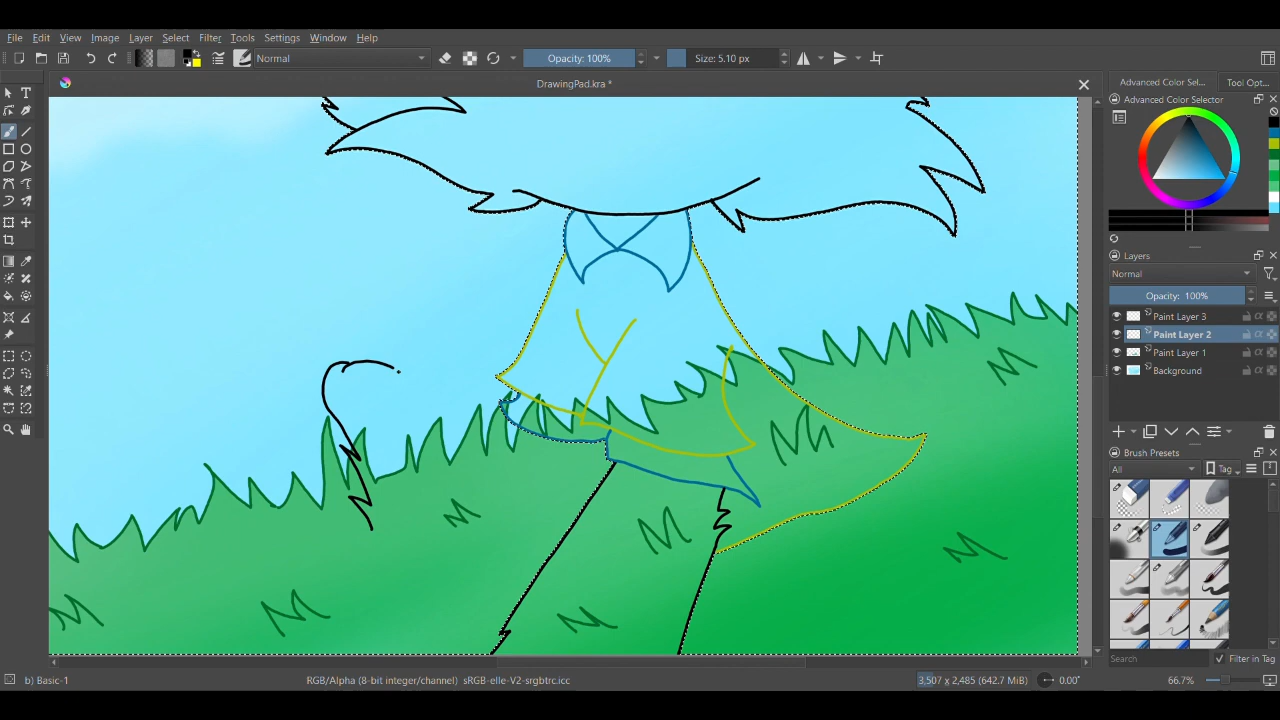 File Edit View Image Layer Select Filter Tools Settings Window Help
Normal Opacity: 100% Size: 5.10 px
DrawingPad.kra *
Advanced Color Sel... Tool Opt...
Advanced Color Selector
Layers
Normal
Opacity: 100%
Paint Layer 3
Paint Layer 2
Paint Layer 1
Background
Brush Presets
All Tag
Search Filter in Tag
b) Basic-1 RGB/Alpha (8-bit integer/channel) sRGB-elle-V2-srgbtrc.icc 3,507 x 2,485 (642.7 MiB) 0.00° 66.7%